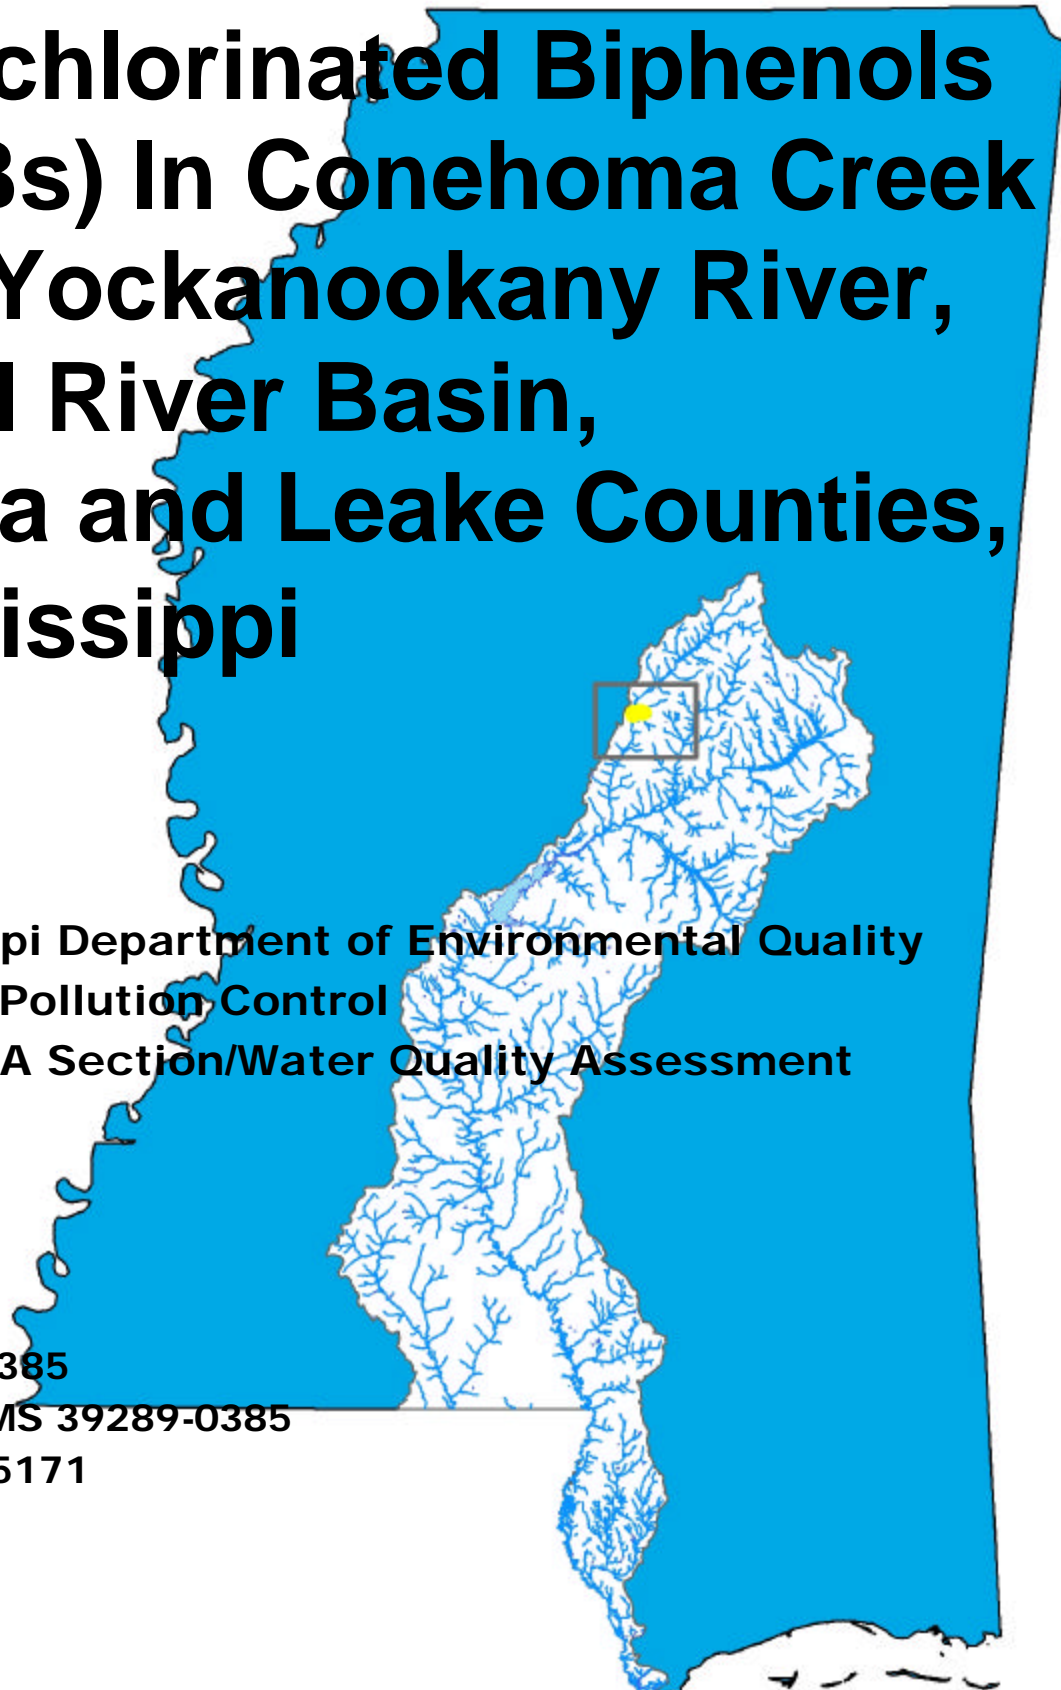 chlorinated Biphenols
Bs) In Conehoma Creek
Yockanookany River,
l River Basin,
a and Leake Counties,
issippi
pi Department of Environmental Quality
Pollution Control
A Section/Water Quality Assessment
385
MS 39289-0385
5171